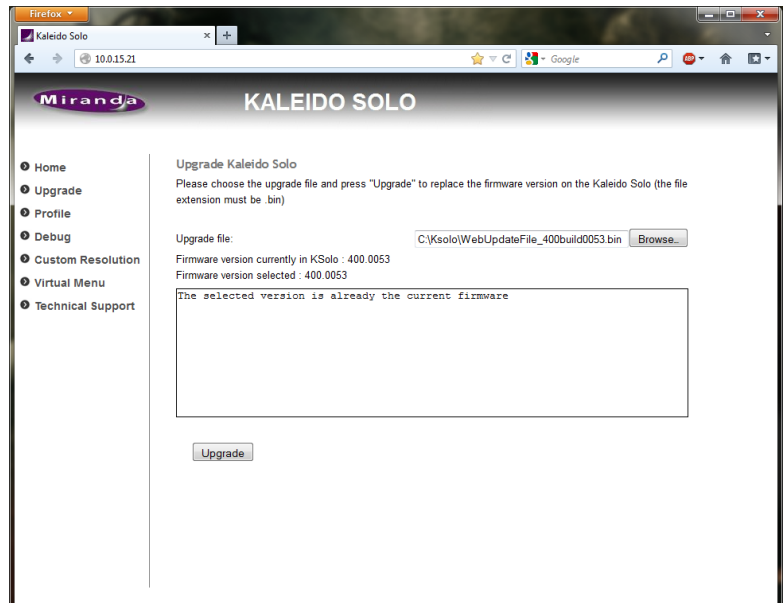 Firefox
Kaleido Solo
10.0.15.21
Google
ABP
Miranda
KALEIDO SOLO
Home
Upgrade
Profile
Debug
Custom Resolution
Virtual Menu
Technical Support
Upgrade Kaleido Solo
Please choose the upgrade file and press "Upgrade" to replace the firmware version on the Kaleido Solo (the file
extension must be .bin)
Upgrade file:
C:\Ksolo\WebUpdateFile_400build0053.bin
Browse..
Firmware version currently in KSolo : 400.0053
Firmware version selected : 400.0053
The selected version is already the current firmware
Upgrade